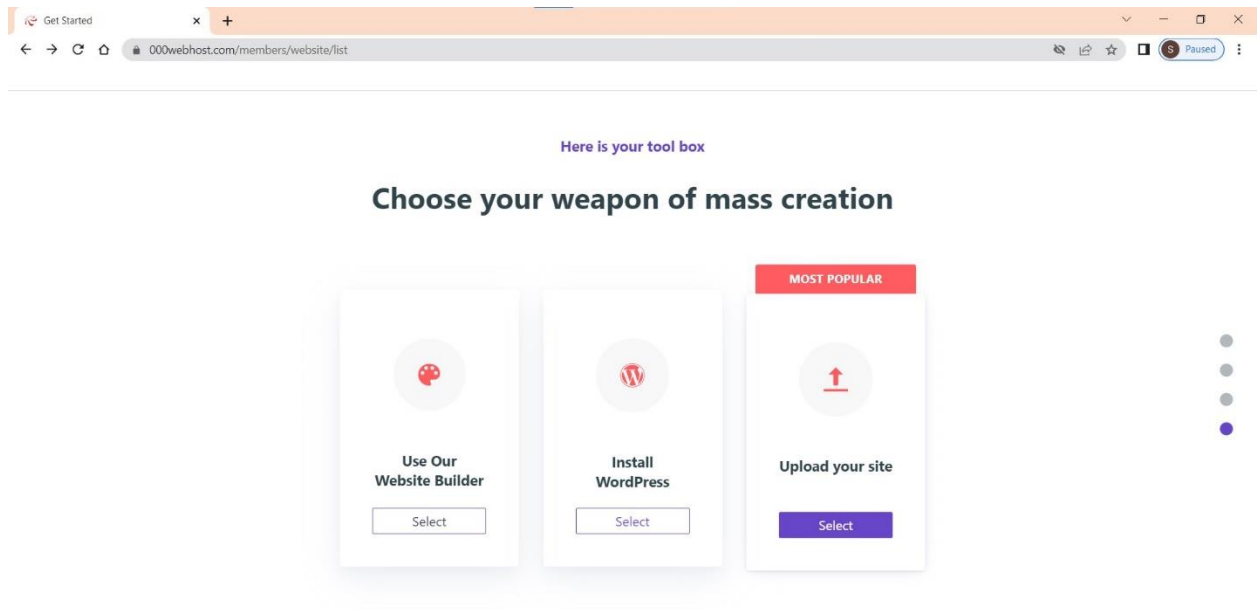 Get Started
000webhost.com/members/website/list
S Paused
Here is your tool box
Choose your weapon of mass creation
MOST POPULAR
Use Our
Website Builder
Select
Install
WordPress
Select
Upload your site
Select